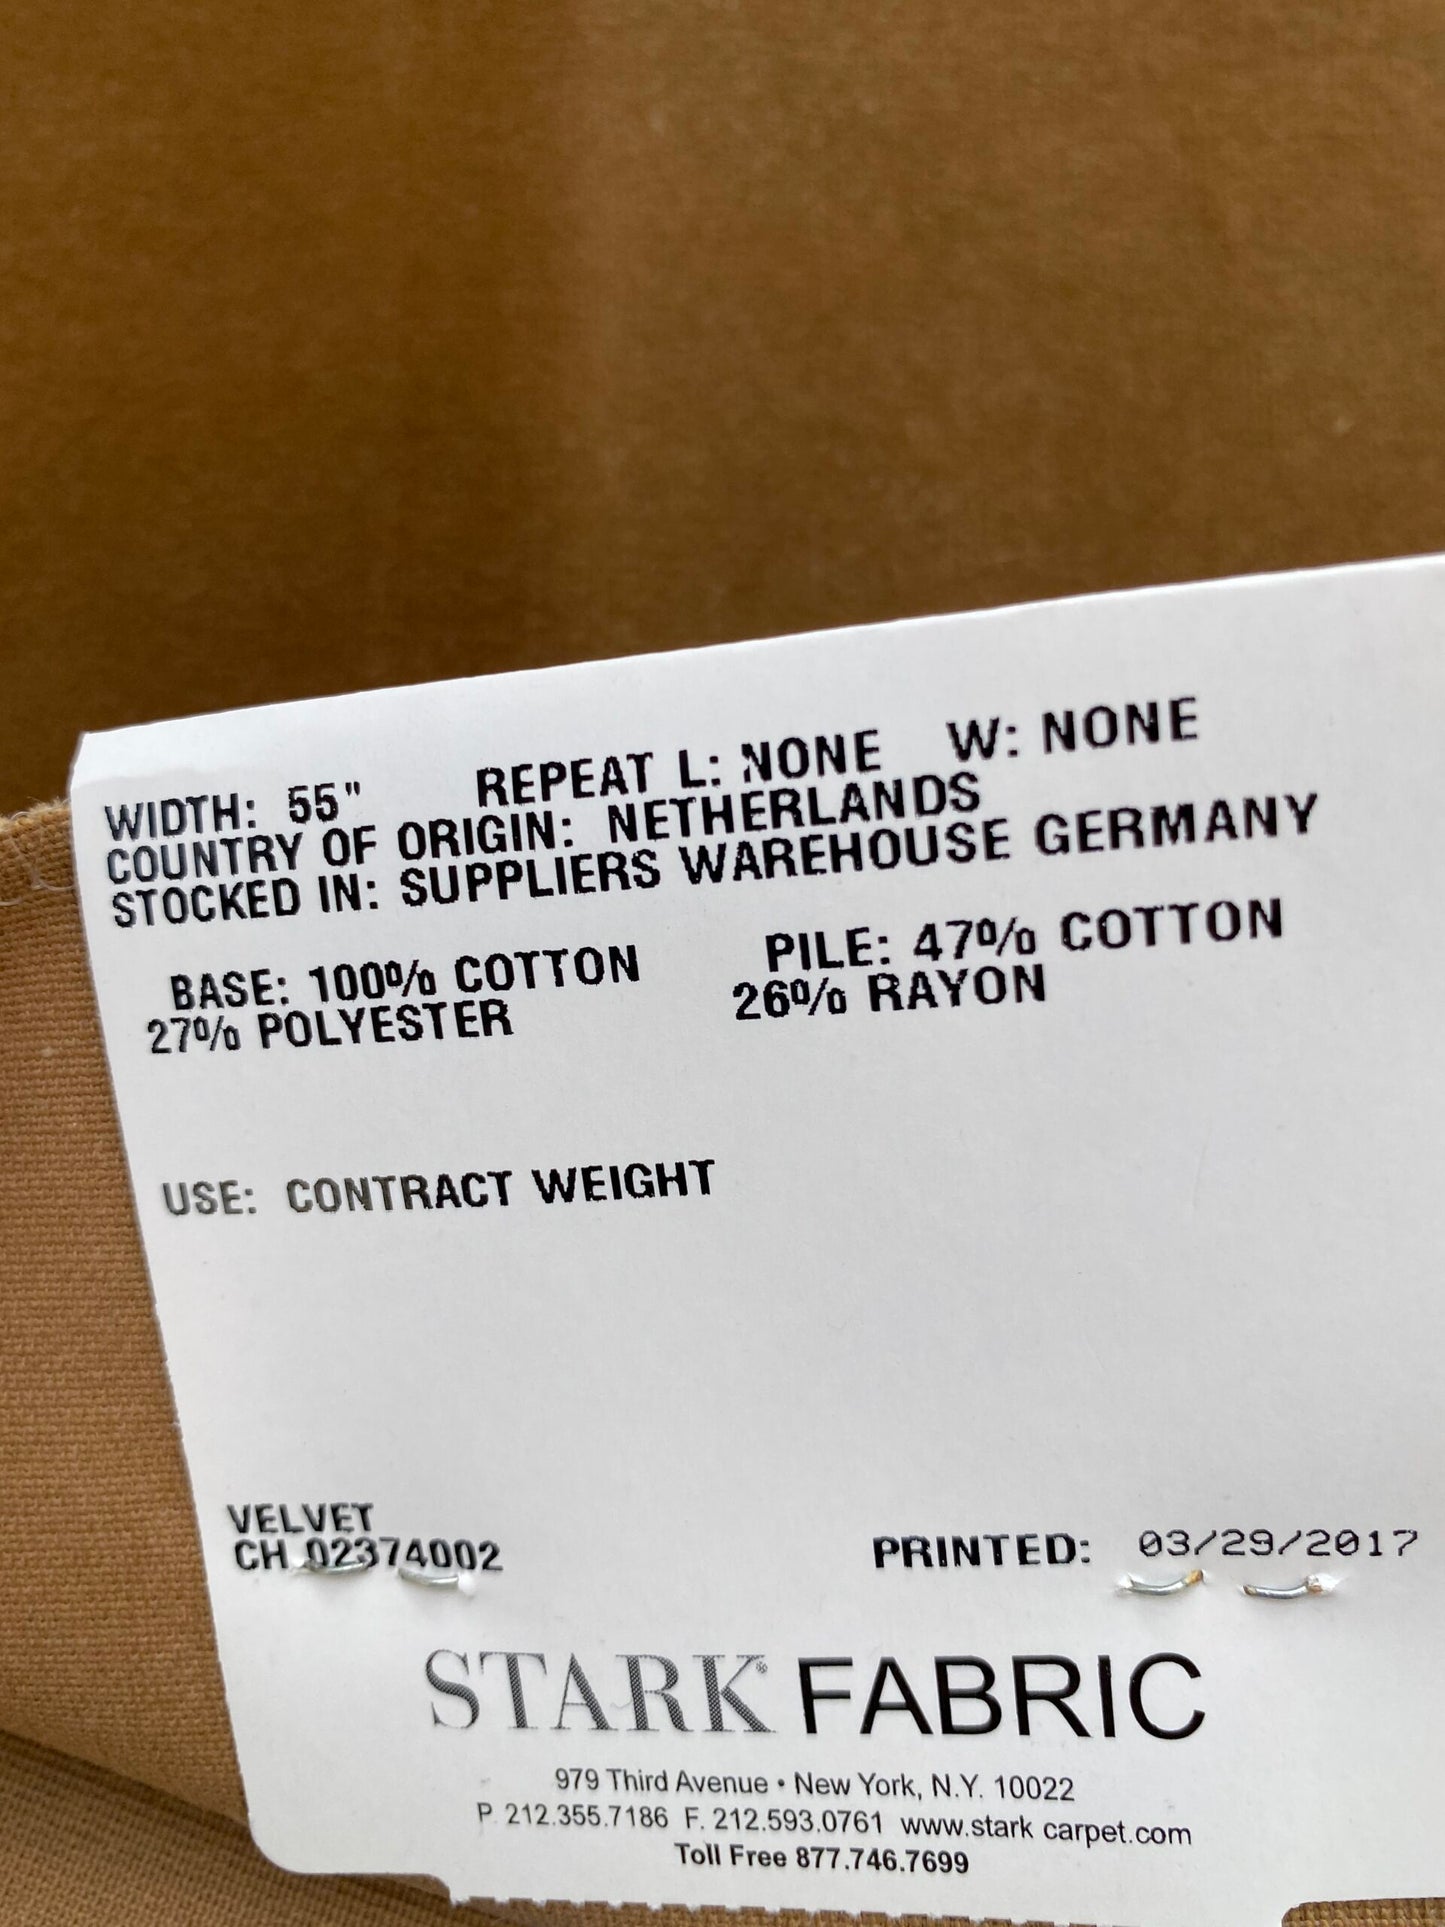 WIDTH: 55" REPEAT L: NONE W: NONE
COUNTRY OF ORIGIN: NETHERLANDS
STOCKED IN: SUPPLIERS WAREHOUSE GERMANY
BASE: 100% COTTON PILE: 47% COTTON
27% POLYESTER 26% RAYON
USE: CONTRACT WEIGHT
VELVET
CH 02374002 PRINTED: 03/29/2017
STARK® FABRIC
979 Third Avenue • New York, N.Y. 10022
P. 212.355.7186 F. 212.593.0761 www.stark carpet.com
Toll Free 877.746.7699